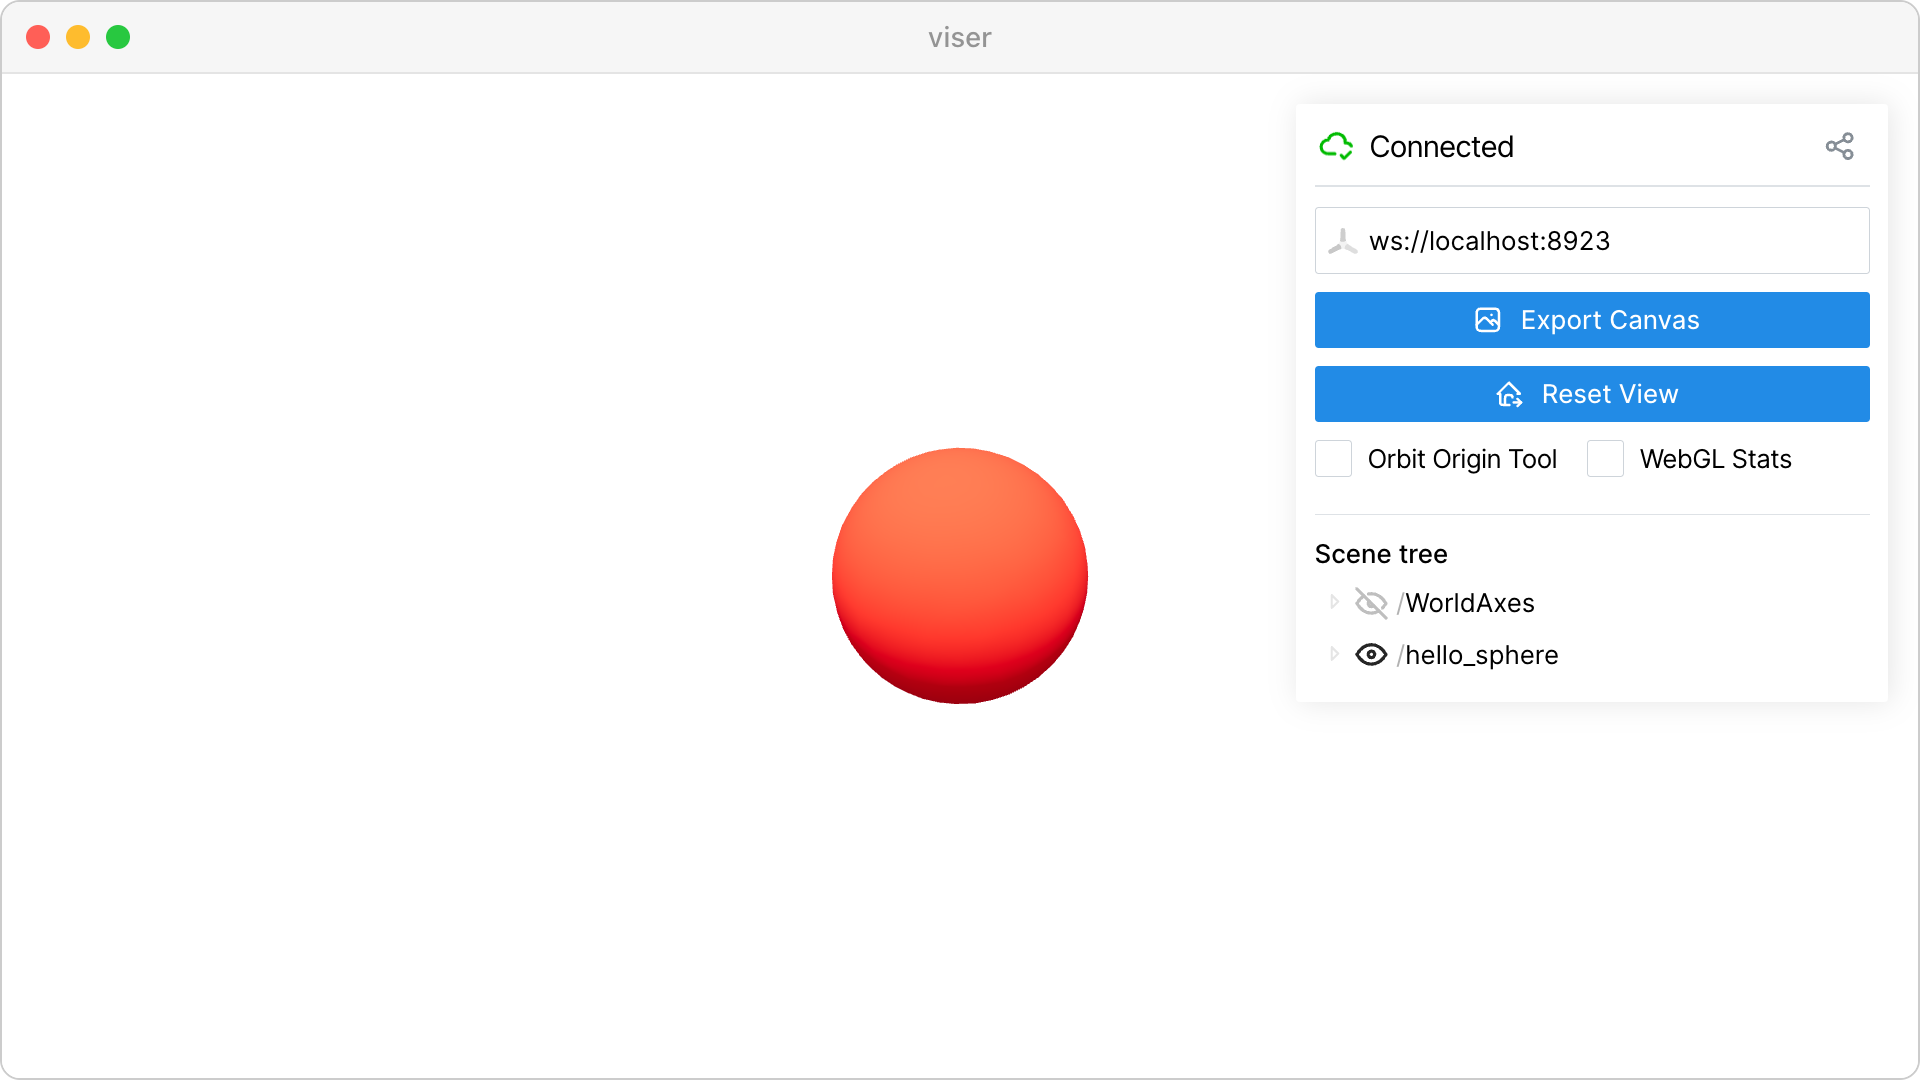 viser
Connected
ws://localhost:8923
Export Canvas
Reset View
Orbit Origin Tool WebGL Stats
Scene tree
/WorldAxes
/hello_sphere